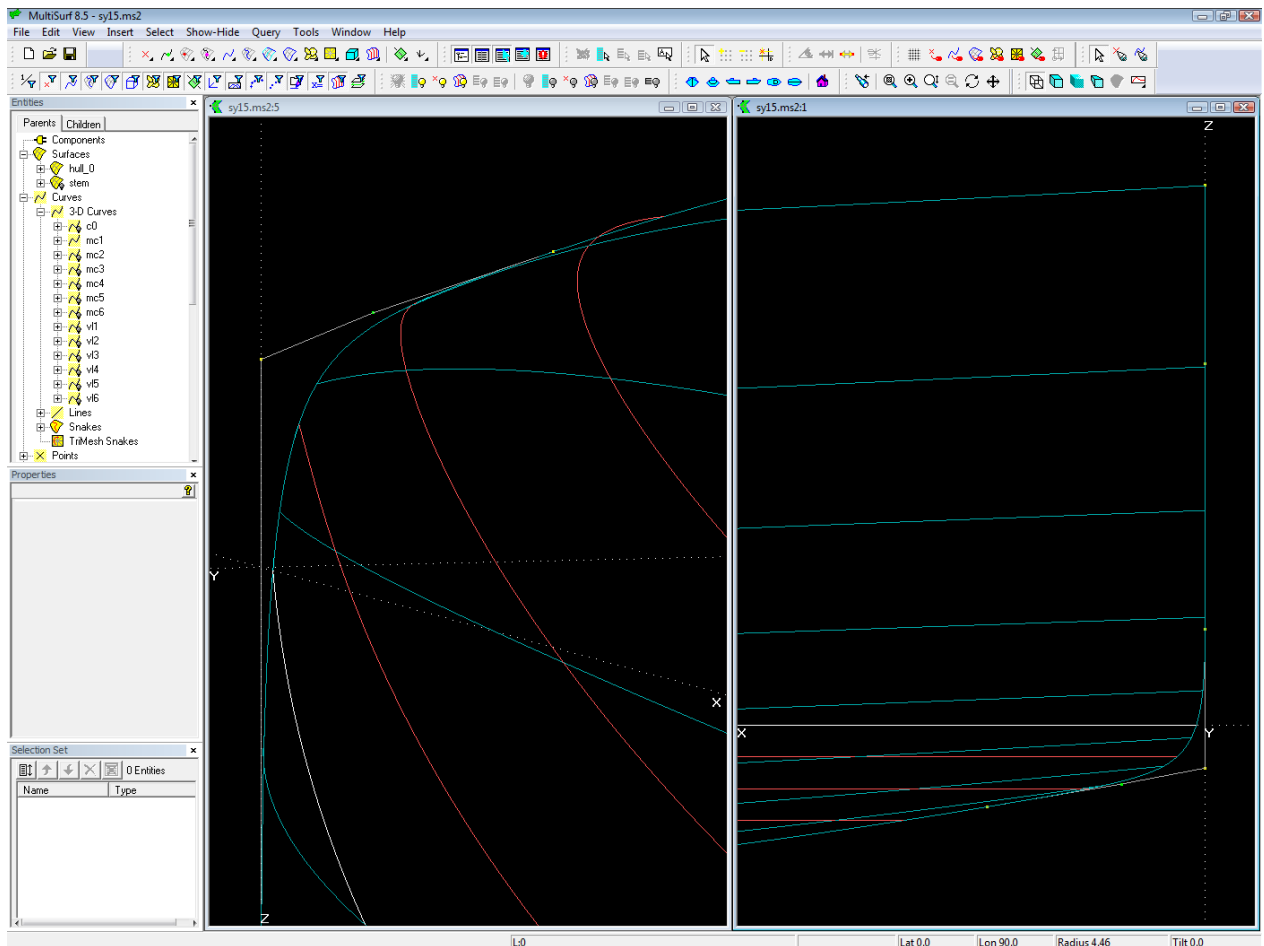 MultiSurf 8.5 - sy15.ms2
File Edit View Insert Select Show-Hide Query Tools Window Help
Entities
Parents Children
Components
Surfaces
hull_0
stem
Curves
3-D Curves
c0
mc1
mc2
mc3
mc4
mc5
mc6
vl1
vl2
vl3
vl4
vl5
vl6
Lines
Snakes
TriMesh Snakes
Points
Properties
Selection Set
0 Entities
Name Type
sy15.ms2:5
Y
X
Z
sy15.ms2:1
Z
X
Y
L:0 Lat 0.0 Lon 90.0 Radius 4.46 Tilt 0.0